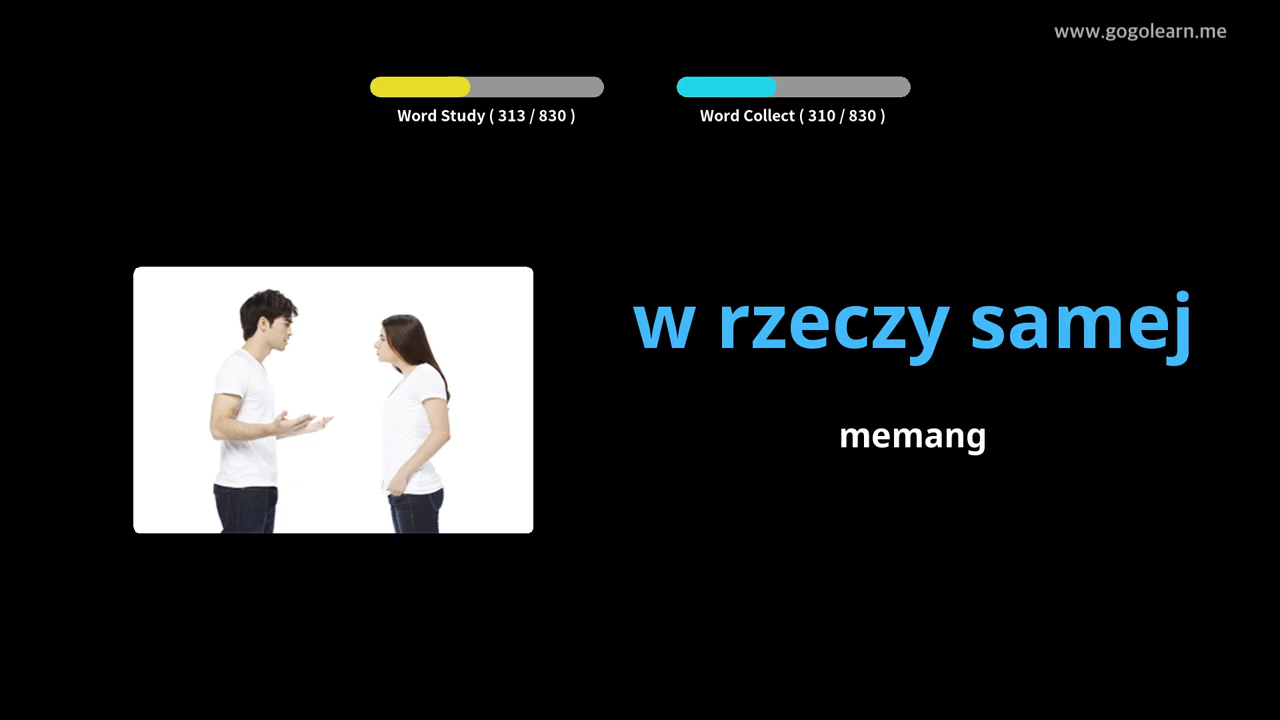 www.gogolearn.me
Word Study ( 313 / 830 )
Word Collect ( 310 / 830 )
w rzeczy samej
memang